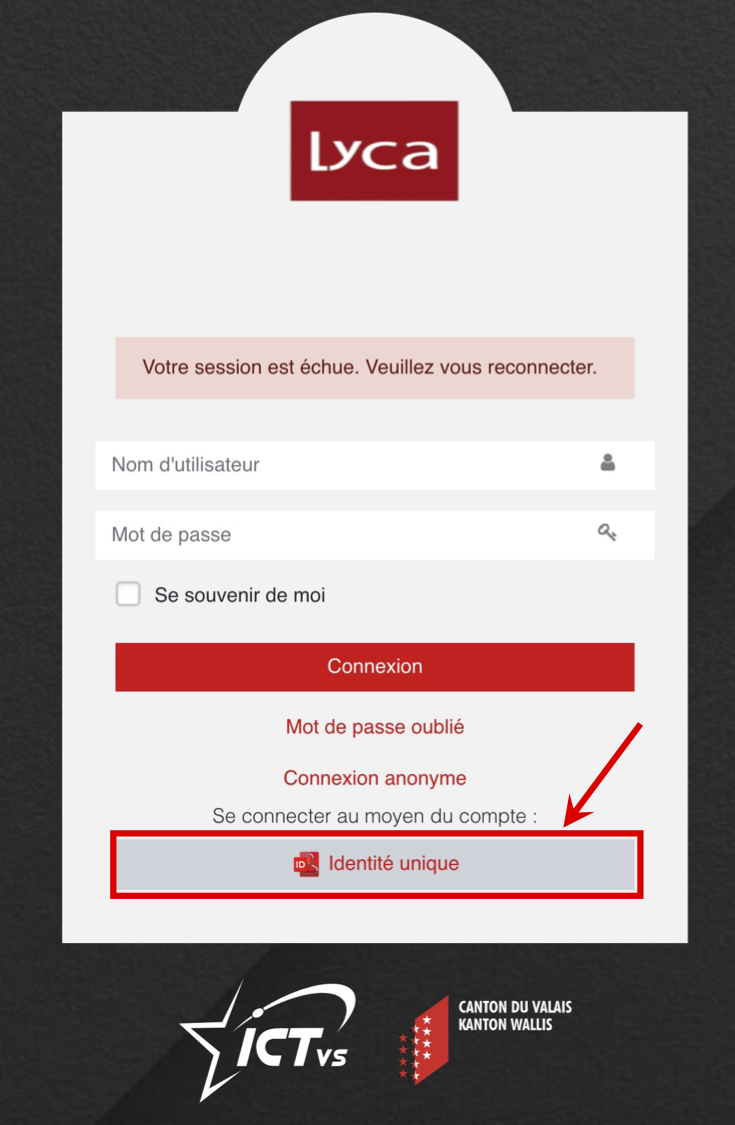 Lyca
Votre session est échue. Veuillez vous reconnecter.
Nom d'utilisateur
Mot de passe
Se souvenir de moi
Connexion
Mot de passe oublié
Connexion anonyme
Se connecter au moyen du compte :
ID Identité unique
ICT VS
CANTON DU VALAIS
KANTON WALLIS